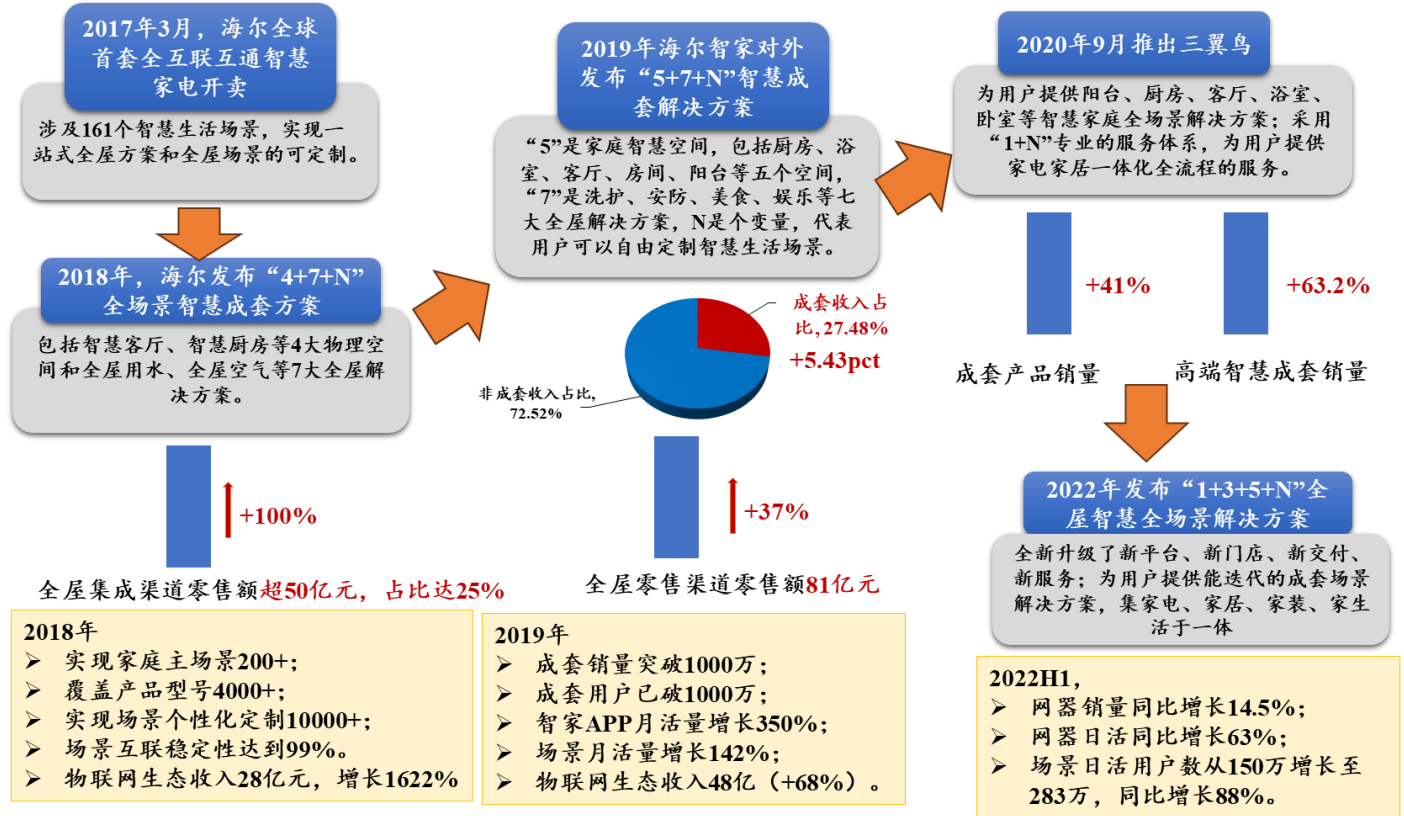 2017年3月，海尔全球
首套全互联互通智慧
家电开卖
涉及161个智慧生活场景，实现一
站式全屋方案和全屋场景的可定制。
2018年，海尔发布“4+7+N”
全场景智慧成套方案
包括智慧客厅、智慧厨房等4大物理空
间和全屋用水、全屋空气等7大全屋解
决方案。
+100%
全屋集成渠道零售额超50亿元，占比达25%
2018年
➢ 实现家庭主场景200+；
➢ 覆盖产品型号4000+；
➢ 实现场景个性化定制10000+；
➢ 场景互联稳定性达到99%。
➢ 物联网生态收入28亿元，增长1622%
2019年海尔智家对外
发布“5+7+N”智慧成
套解决方案
“5”是家庭智慧空间，包括厨房、浴
室、客厅、房间、阳台等五个空间，
“7”是洗护、安防、美食、娱乐等七
大全屋解决方案，N是个变量，代表
用户可以自由定制智慧生活场景。
成套收入占
比, 27.48%
+5.43pct
非成套收入占比,
72.52%
+37%
全屋零售渠道零售额81亿元
2019年
➢ 成套销量突破1000万；
➢ 成套用户已破1000万；
➢ 智家APP月活量增长350%；
➢ 场景月活量增长142%；
➢ 物联网生态收入48亿（+68%）。
2020年9月推出三翼鸟
为用户提供阳台、厨房、客厅、浴室、
卧室等智慧家庭全场景解决方案；采用
“1+N”专业的服务体系，为用户提供
家电家居一体化全流程的服务。
+41%
+63.2%
成套产品销量
高端智慧成套销量
2022年发布“1+3+5+N”全
屋智慧全场景解决方案
全新升级了新平台、新门店、新交付、
新服务；为用户提供能迭代的成套场景
解决方案，集家电、家居、家装、家生
活于一体
2022H1，
➢ 网器销量同比增长14.5%；
➢ 网器日活同比增长63%；
➢ 场景日活用户数从150万增长至
283万，同比增长88%。